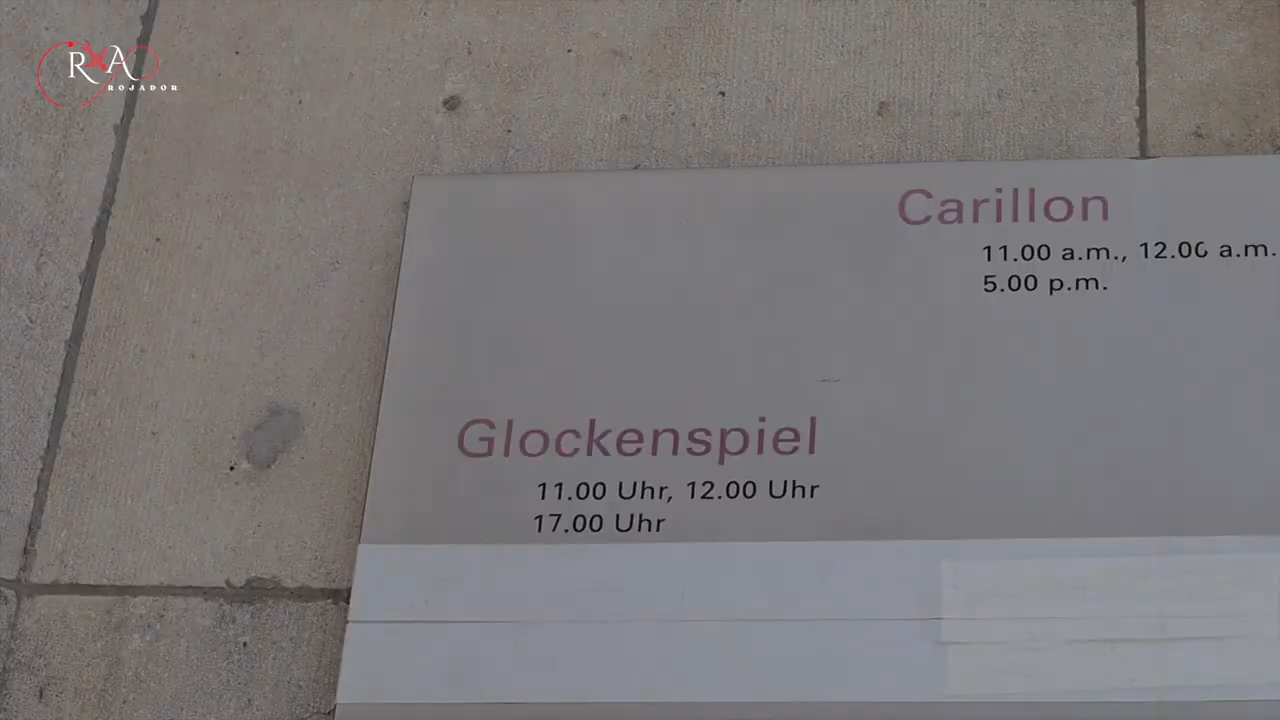 RXA
ROJADOR
Carillon
11.00 a.m., 12.00 a.m.
5.00 p.m.
Glockenspiel
11.00 Uhr, 12.00 Uhr
17.00 Uhr